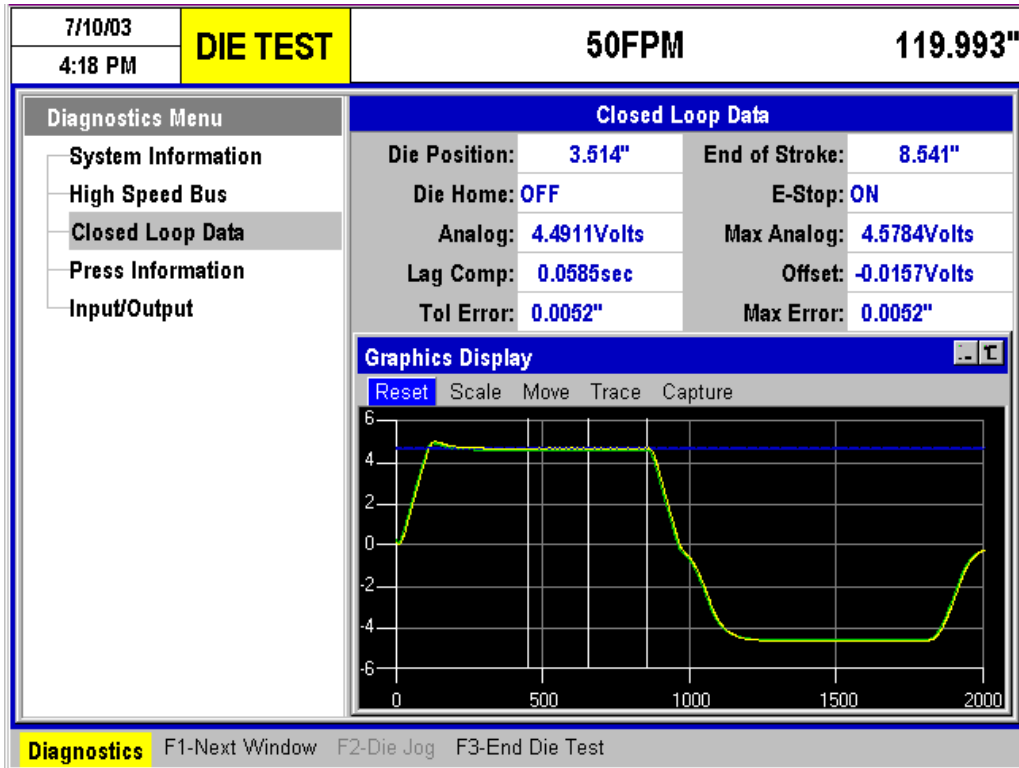 7/10/03
4:18 PM
DIE TEST
50FPM
119.993"
Diagnostics Menu
System Information
High Speed Bus
Closed Loop Data
Press Information
Input/Output
Closed Loop Data
Die Position: 3.514" End of Stroke: 8.541"
Die Home: OFF E-Stop: ON
Analog: 4.4911Volts Max Analog: 4.5784Volts
Lag Comp: 0.0585sec Offset: -0.0157Volts
Tol Error: 0.0052" Max Error: 0.0052"
Graphics Display
Reset Scale Move Trace Capture
6
4
2
0
-2
-4
-6
0 500 1000 1500 2000
Diagnostics F1-Next Window F2-Die Jog F3-End Die Test